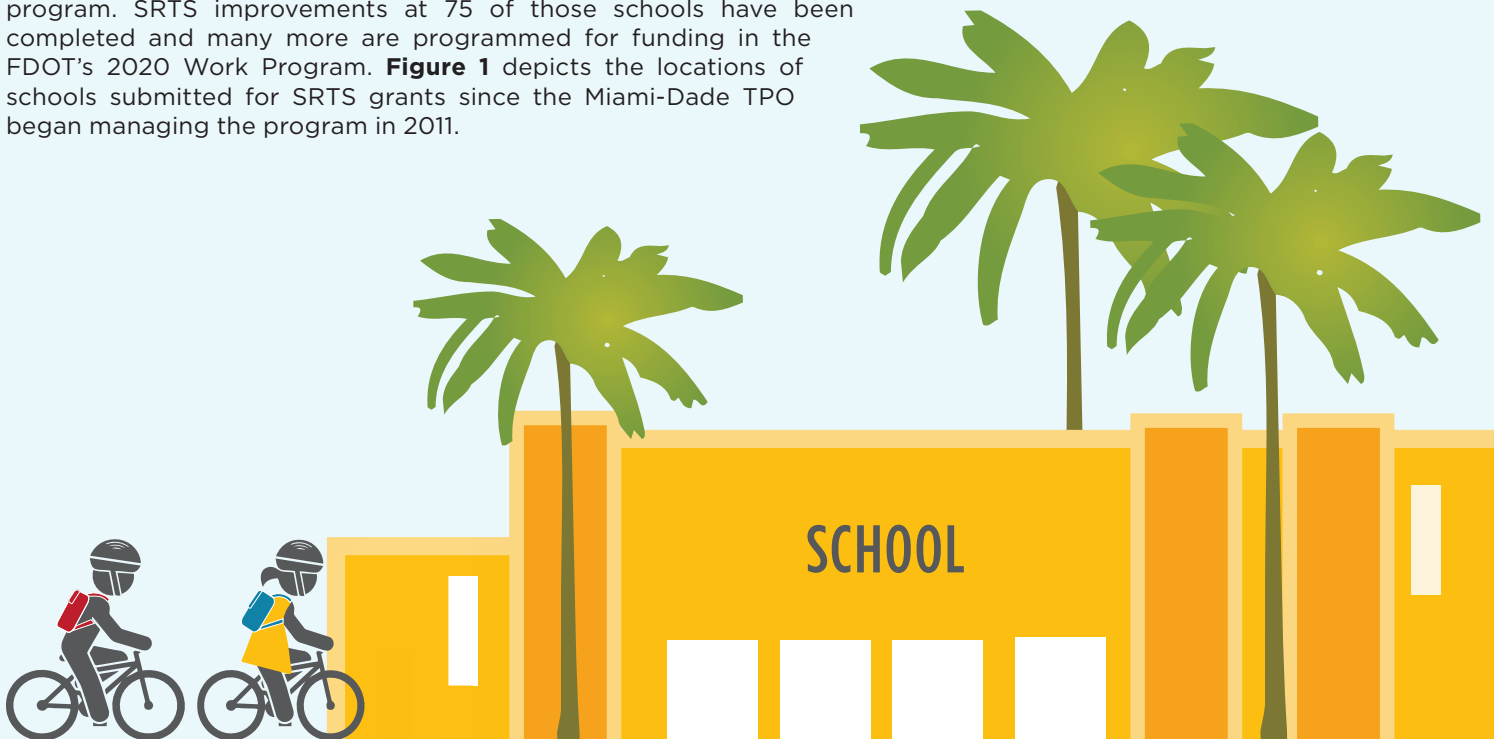 program. SRTS improvements at 75 of those schools have been
completed and many more are programmed for funding in the
FDOT's 2020 Work Program. Figure 1 depicts the locations of
schools submitted for SRTS grants since the Miami-Dade TPO
began managing the program in 2011.
SCHOOL